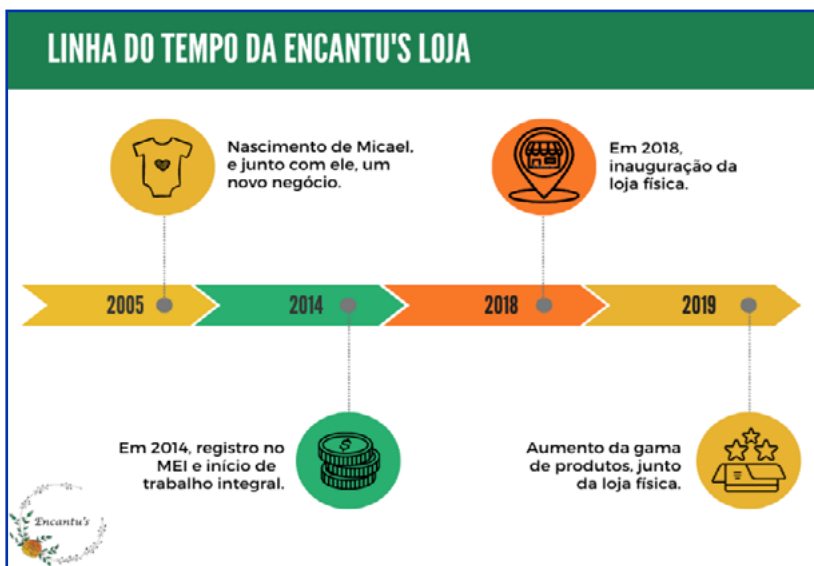 LINHA DO TEMPO DA ENCANTU'S LOJA
Nascimento de Micael,
e junto com ele, um
novo negócio.
Em 2018,
inauguração da
loja física.
2005
2014
2018
2019
Em 2014, registro no
MEI e início de
trabalho integral.
$
Aumento da gama
de produtos, junto
da loja física.
Encantu's